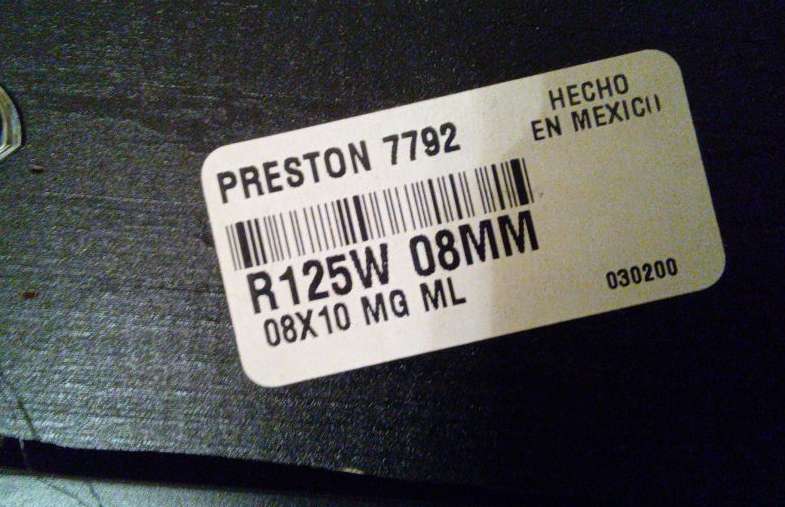 HECHO
EN MEXICO
PRESTON 7792
R125W 08MM
08X10 MG ML
030200